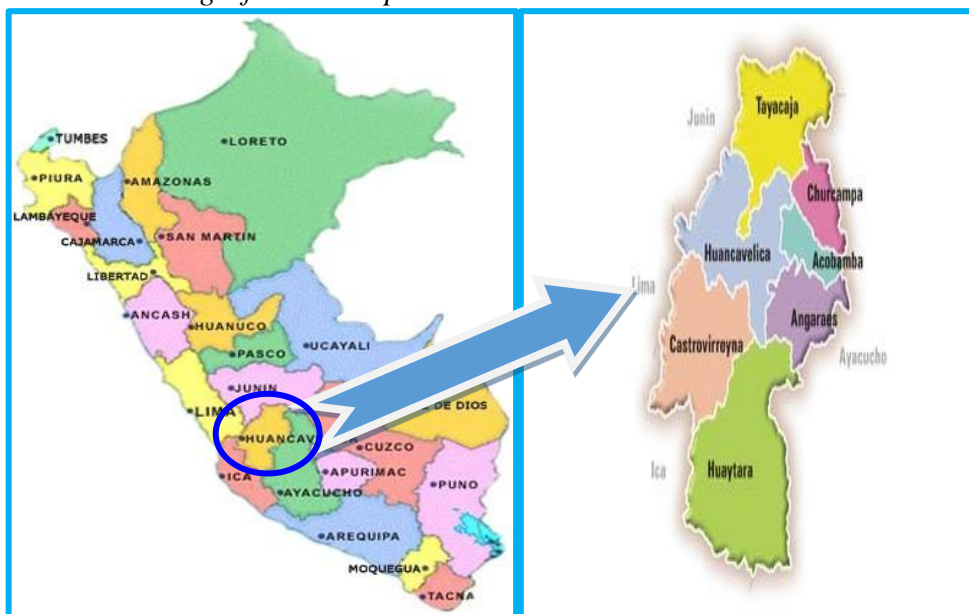 TUMBES
LORETO
PIURA
AMAZONAS
LAMBAYEQUE
SAN MARTIN
CAJAMARCA
LIBERTAD
ANCASH
HUANUCO
UCAYALI
PASCO
JUNIN
LIMA
DE DIOS
HUANCAV
CUZCO
ICA
APURIMAC
AYACUCHO
PUNO
AREQUIPA
MOQUEGUA
TACNA
Tayacaja
Junin
Churcampa
Huancavelica
Acobamba
Lima
Angaraes
Castrovirroyna
Ayacucho
Ica
Huaytara